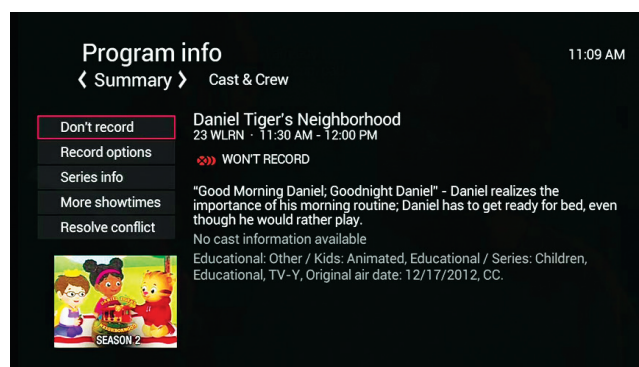 Program info
11:09 AM
❮ Summary ❯ Cast & Crew
Don't record
Record options
Series info
More showtimes
Resolve conflict
SEASON 2
Daniel Tiger's Neighborhood
23 WLRN · 11:30 AM - 12:00 PM
WON'T RECORD
“Good Morning Daniel; Goodnight Daniel" - Daniel realizes the
importance of his morning routine; Daniel has to get ready for bed, even
though he would rather play.
No cast information available
Educational: Other / Kids: Animated, Educational / Series: Children,
Educational, TV-Y, Original air date: 12/17/2012, CC.